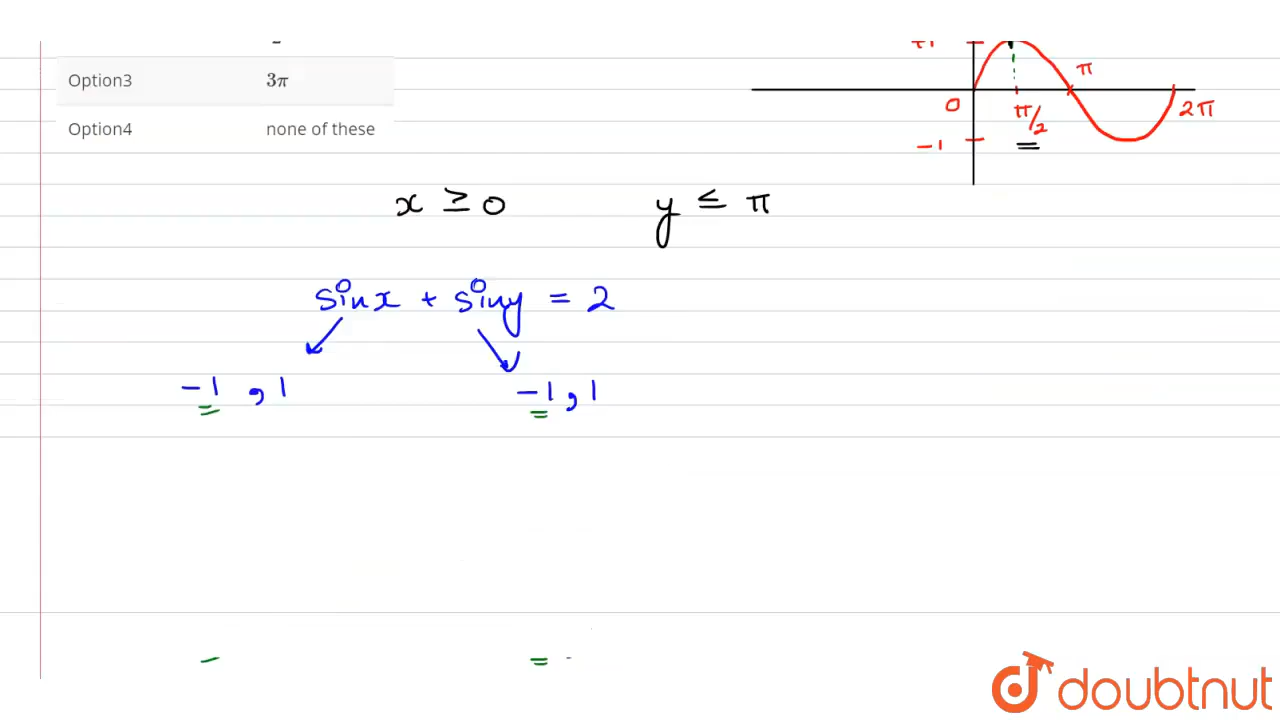 +1
Option3 3π
π
0
π/2
2π
Option4 none of these
-1
x ≥ 0 y ≤ π
sinx + siny = 2
-1 , 1 -1 , 1
doubtnut